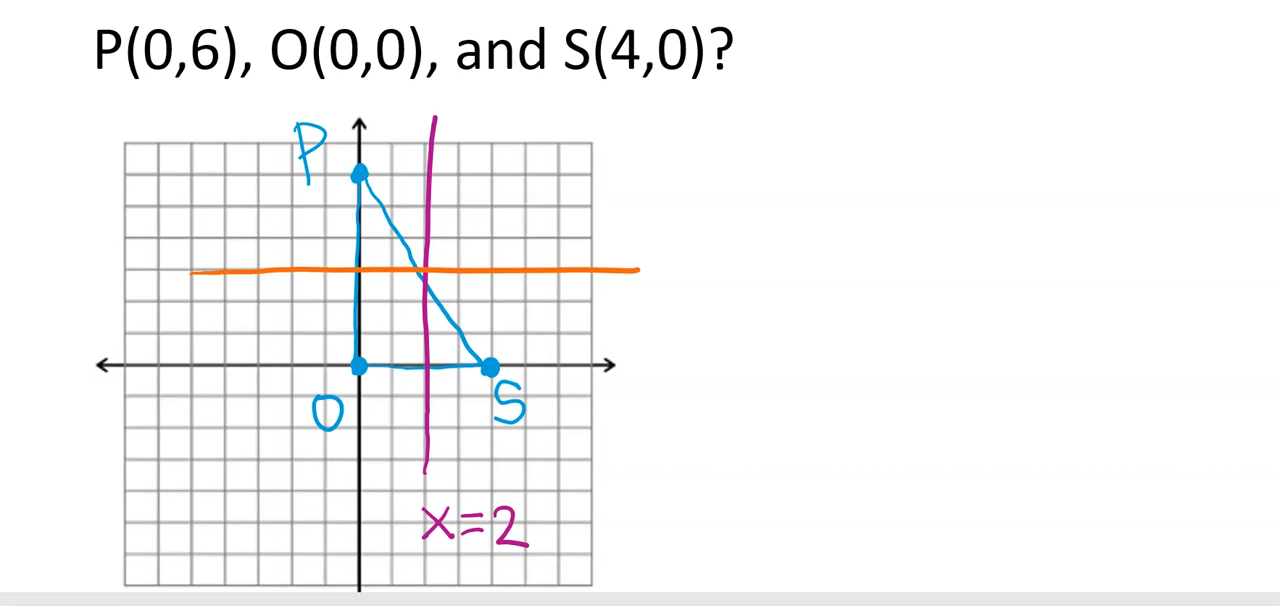 P(0,6), O(0,0), and S(4,0)?
P
O
S
x=2